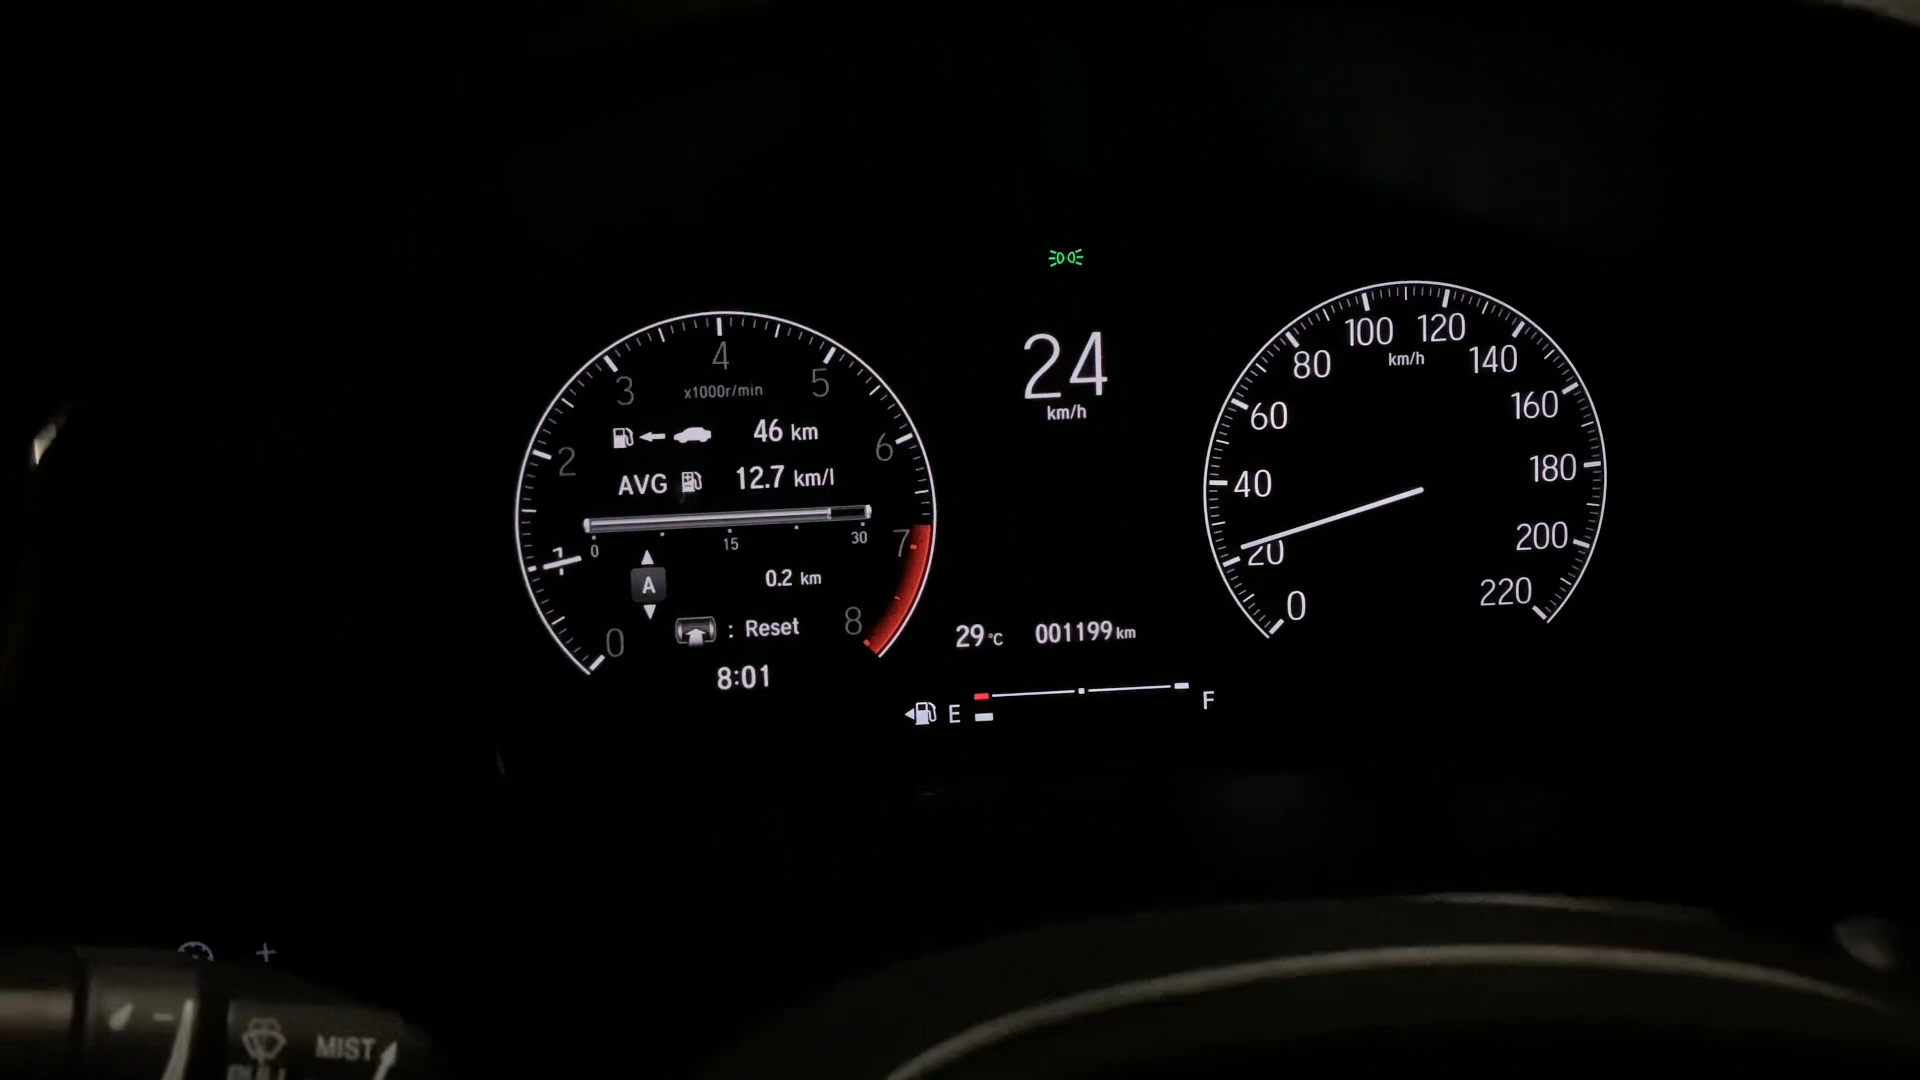 4
3
5
x1000r/min
46 km
2
6
AVG
12.7 km/l
1
0
15
30
7
A
0.2 km
0
: Reset
8
8:01
24
km/h
29°C
001199 km
E
F
100
120
80
km/h
140
60
160
40
180
20
200
0
220
+
−
MIST